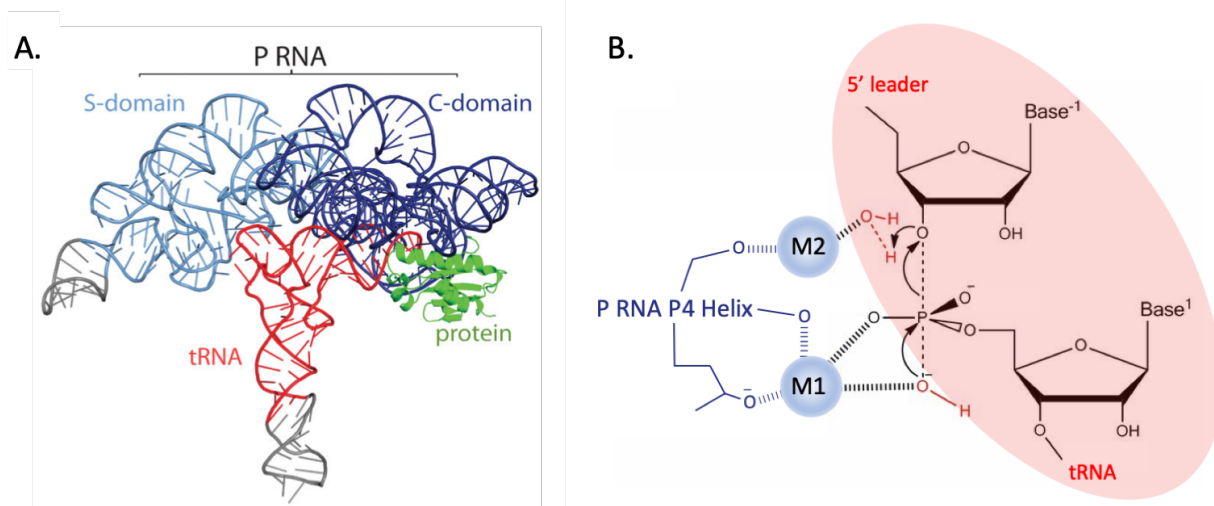 A.
P RNA
S-domain
C-domain
tRNA
protein
B.
5’ leader
Base-1
O
O
H
H
O
OH
M2
O
P RNA P4 Helix
O
O
P
O-
O
Base1
M1
O-
O-
H
O
O
OH
tRNA